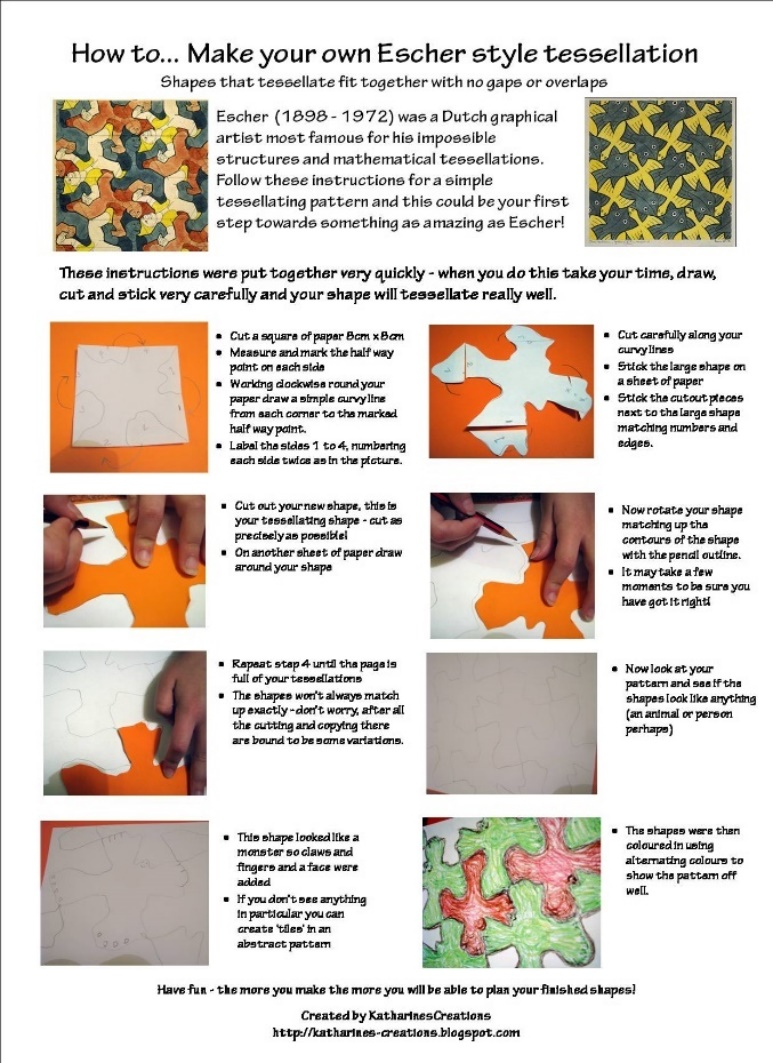 How to... Make your own Escher style tessellation
Shapes that tessellate fit together with no gaps or overlaps
Escher (1898 - 1972) was a Dutch graphical
artist most famous for his impossible
structures and mathematical tessellations.
Follow these instructions for a simple
tessellating pattern and this could be your first
step towards something as amazing as Escher!
These instructions were put together very quickly - when you do this take your time, draw,
cut and stick very carefully and your shape will tessellate really well.
• Cut a square of paper 8cm x 8cm
• Measure and mark the half way
point on each side
• Working clockwise round your
paper draw a simple curvy line
from each corner to the marked
half way point.
• Label the sides 1 to 4, numbering
each side twice as in the picture.
• Cut carefully along your
curvy lines
• Stick the large shape on
a sheet of paper
• Stick the cutout pieces
next to the large shape
matching numbers and
edges.
• Cut out your new shape, this is
your tessellating shape - cut as
precisely as possible!
• On another sheet of paper draw
around your shape
• Now rotate your shape
matching up the
contours of the shape
with the pencil outline.
• It may take a few
moments to be sure you
have got it right!
• Repeat step 4 until the page is
full of your tessellations
• The shapes won't always match
up exactly - don't worry, after all
the cutting and copying there
are bound to be some variations.
• Now look at your
pattern and see if the
shapes look like anything
(an animal or person
perhaps)
• This shape looked like a
monster so claws and
fingers and a face were
added
• If you don't see anything
in particular you can
create 'tiles' in an
abstract pattern
• The shapes were then
coloured in using
alternating colours to
show the pattern off
well.
Have fun - the more you make the more you will be able to plan your finished shapes!
Created by KatharinesCreations
http://katharines-creations.blogspot.com